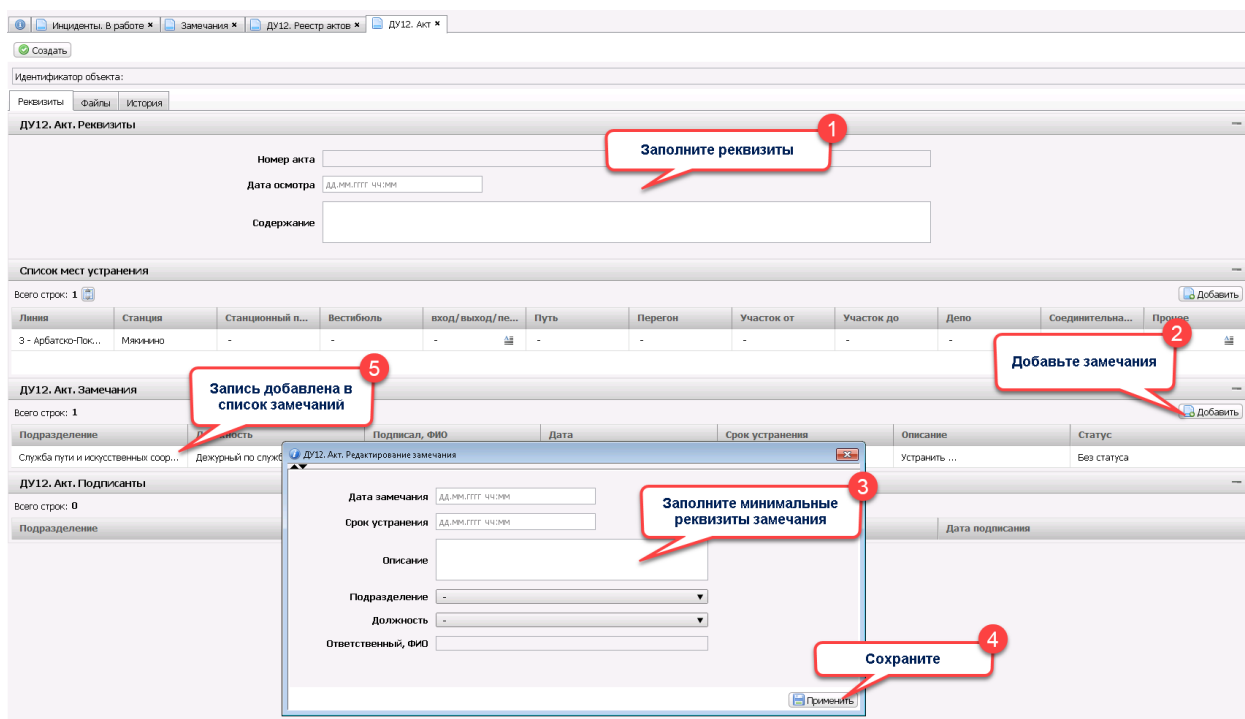 Инциденты. В работе ✖ Замечания ✖ ДУ12. Реестр актов ✖ ДУ12. Акт ✖
Создать
Идентификатор объекта:
Реквизиты Файлы История
ДУ12. Акт. Реквизиты
1
Заполните реквизиты
Номер акта
Дата осмотра дд.мм.гггг чч:мм
Содержание
Список мест устранения
Всего строк: 1
Добавить
Линия Станция Станционный п... Вестибюль вход/выход/пе... Путь Перегон Участок от Участок до Депо Соединительна... Прочее
3 - Арбатско-Пок... Мякинино - - - - - - - -
2
Добавьте замечания
5
Запись добавлена в
список замечаний
ДУ12. Акт. Замечания
Всего строк: 1
Добавить
Подразделение Подписал, ФИО Дата Срок устранения Описание Статус
Служба пути и искусственных соор... Дежурный по служб Устранить ... Без статуса
ДУ12. Акт. Подписанты
Всего строк: 0
Подразделение Дата подписания
ДУ12. Акт. Редактирование замечания
3
Заполните минимальные
реквизиты замечания
Дата замечания дд.мм.гггг чч:мм
Срок устранения дд.мм.гггг чч:мм
Описание
Подразделение -
Должность -
Ответственный, ФИО
4
Сохраните
Применить